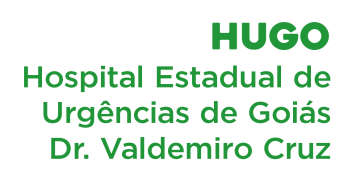 HUGO
Hospital Estadual de
Urgências de Goiás
Dr. Valdemiro Cruz